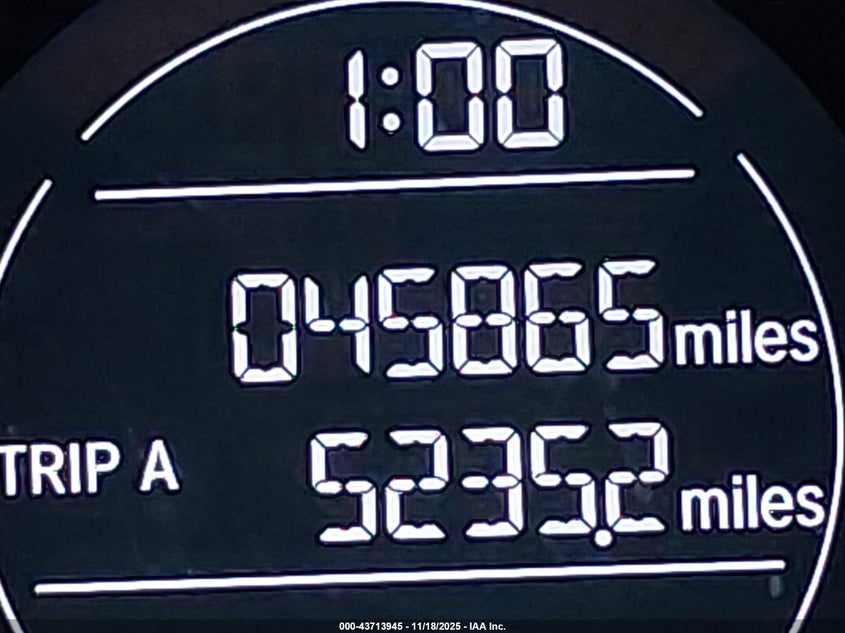 1:00
045865 miles
TRIP A 5235.2 miles
000-43713945 - 11/18/2025 - IAA Inc.